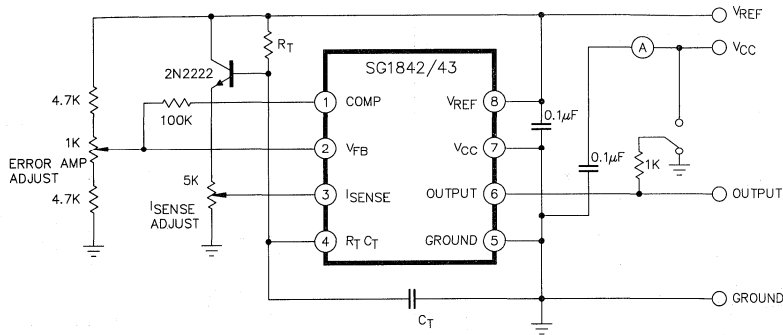 VREF
RT
A
VCC
SG1842/43
2N2222
4.7K
1 COMP
VREF 8
100K
0.1μF
1K
ERROR AMP
ADJUST
2 VFB
VCC 7
0.1μF
1K
5K
4.7K
ISENSE
ADJUST
3 ISENSE
OUTPUT 6
OUTPUT
4 RT CT
GROUND 5
CT
GROUND